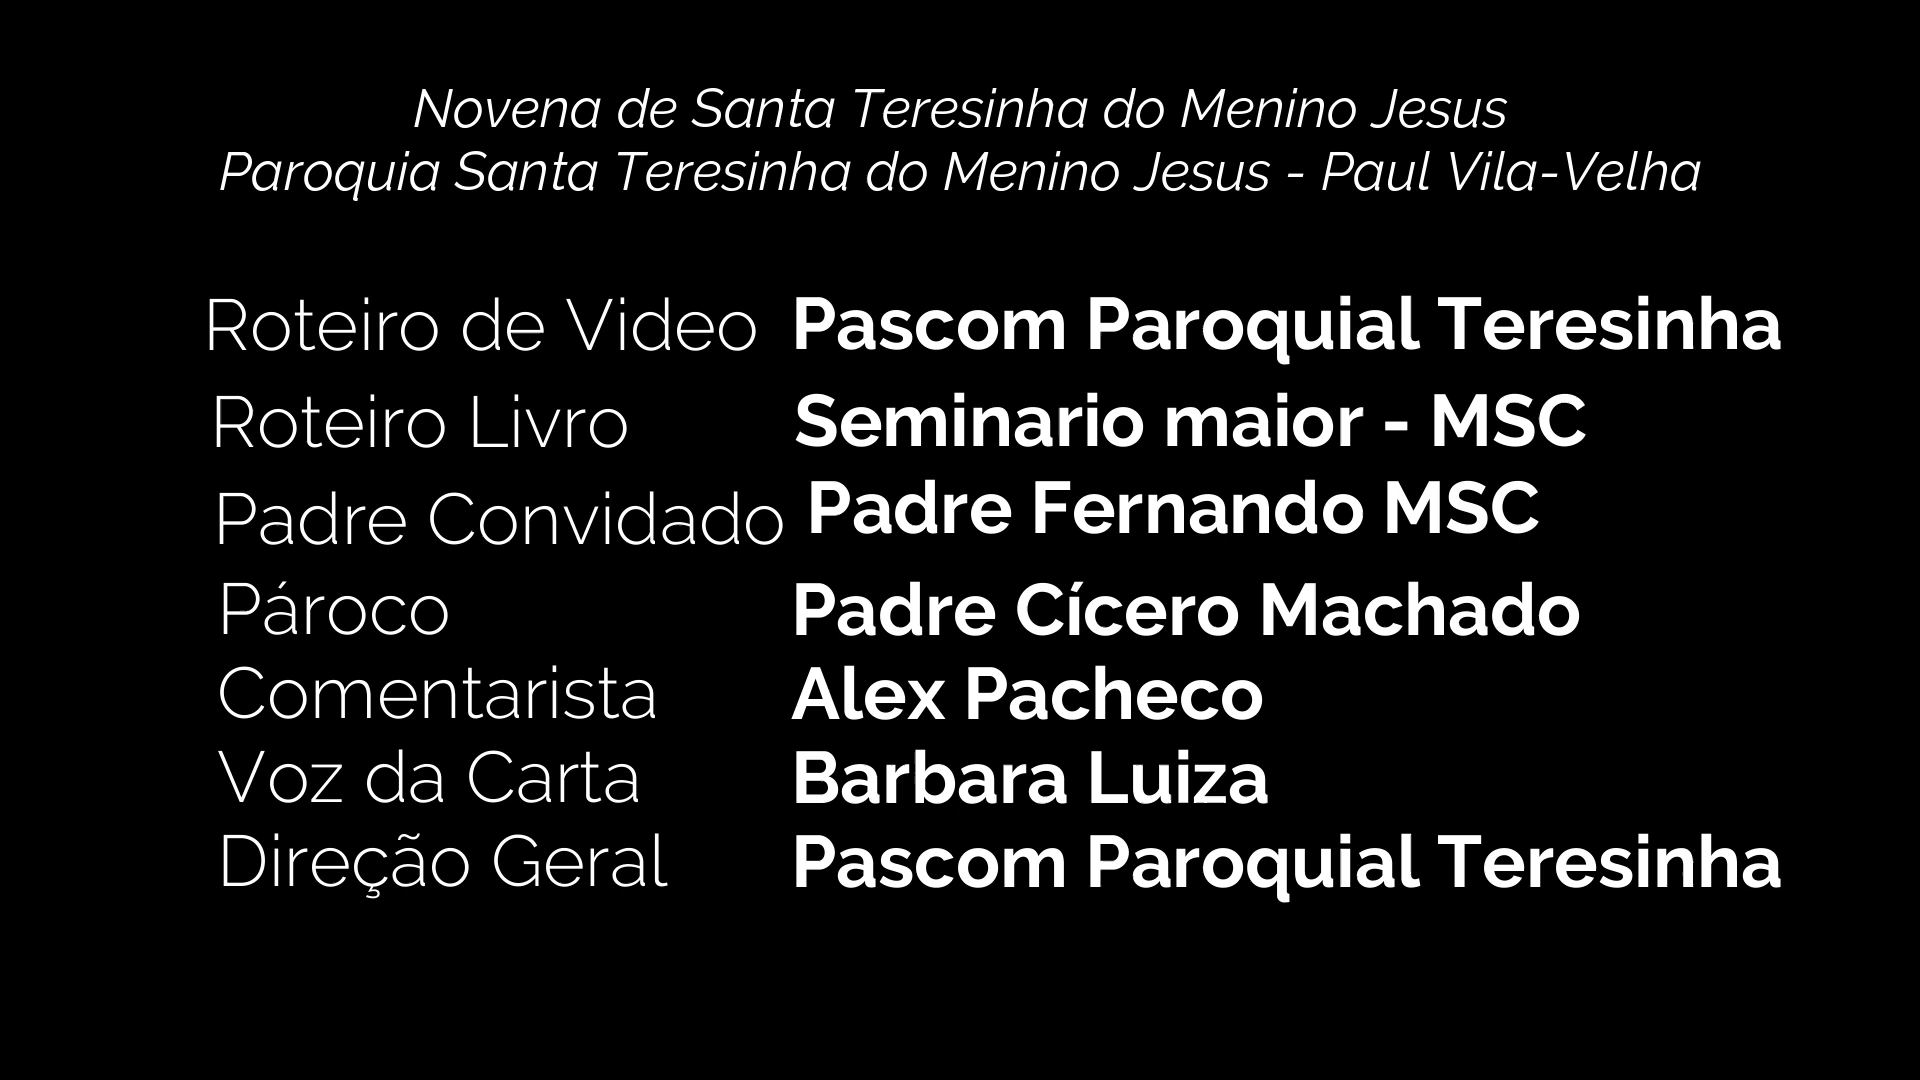 Novena de Santa Teresinha do Menino Jesus
Paroquia Santa Teresinha do Menino Jesus - Paul Vila-Velha
Roteiro de Video Pascom Paroquial Teresinha
Roteiro Livro Seminario maior - MSC
Padre Convidado Padre Fernando MSC
Pároco Padre Cícero Machado
Comentarista Alex Pacheco
Voz da Carta Barbara Luiza
Direção Geral Pascom Paroquial Teresinha